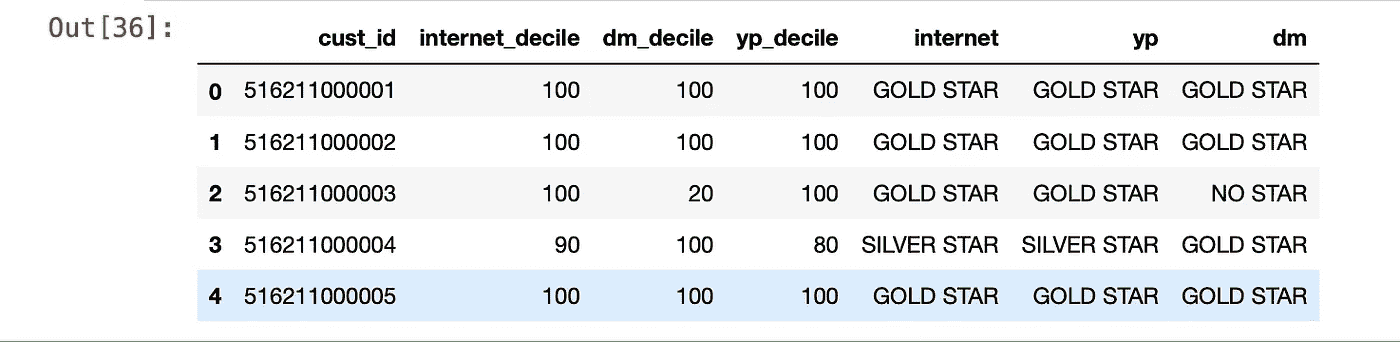 Out[36]:
cust_id internet_decile dm_decile yp_decile internet yp dm
0 516211000001 100 100 100 GOLD STAR GOLD STAR GOLD STAR
1 516211000002 100 100 100 GOLD STAR GOLD STAR GOLD STAR
2 516211000003 100 20 100 GOLD STAR GOLD STAR NO STAR
3 516211000004 90 100 80 SILVER STAR SILVER STAR GOLD STAR
4 516211000005 100 100 100 GOLD STAR GOLD STAR GOLD STAR